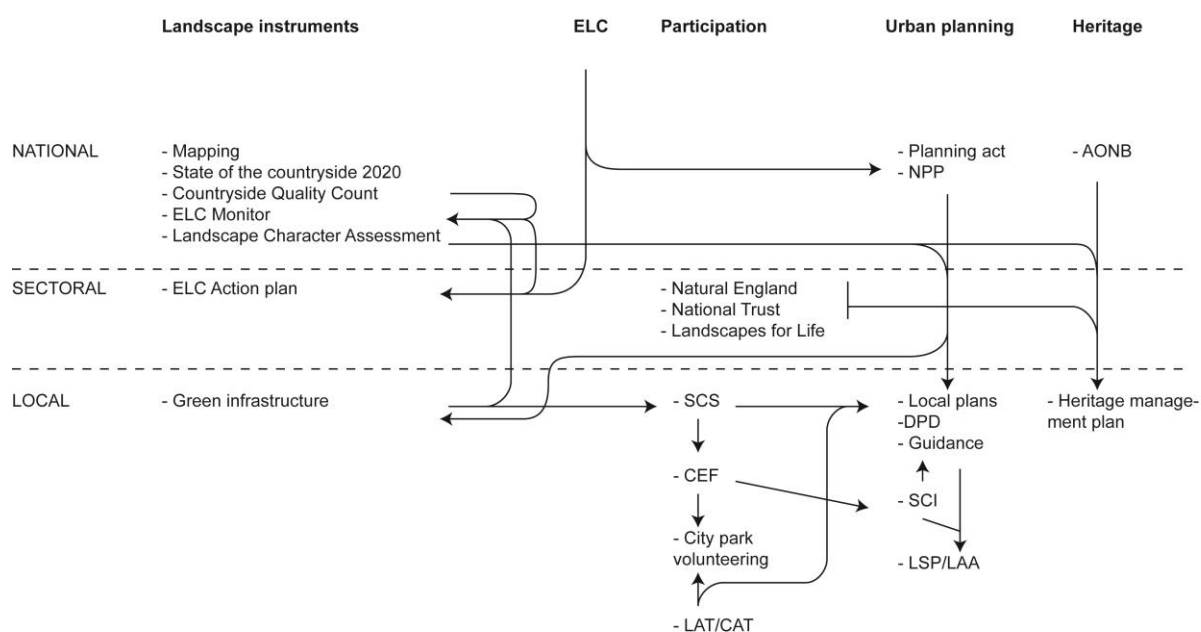 Landscape instruments ELC Participation Urban planning Heritage
NATIONAL
- Mapping
- State of the countryside 2020
- Countryside Quality Count
- ELC Monitor
- Landscape Character Assessment
- Planning act
- NPP
- AONB
SECTORAL
- ELC Action plan
- Natural England
- National Trust
- Landscapes for Life
LOCAL
- Green infrastructure
- SCS
- CEF
- City park
volunteering
- LAT/CAT
- Local plans
-DPD
- Guidance
- SCI
- LSP/LAA
- Heritage manage-
ment plan